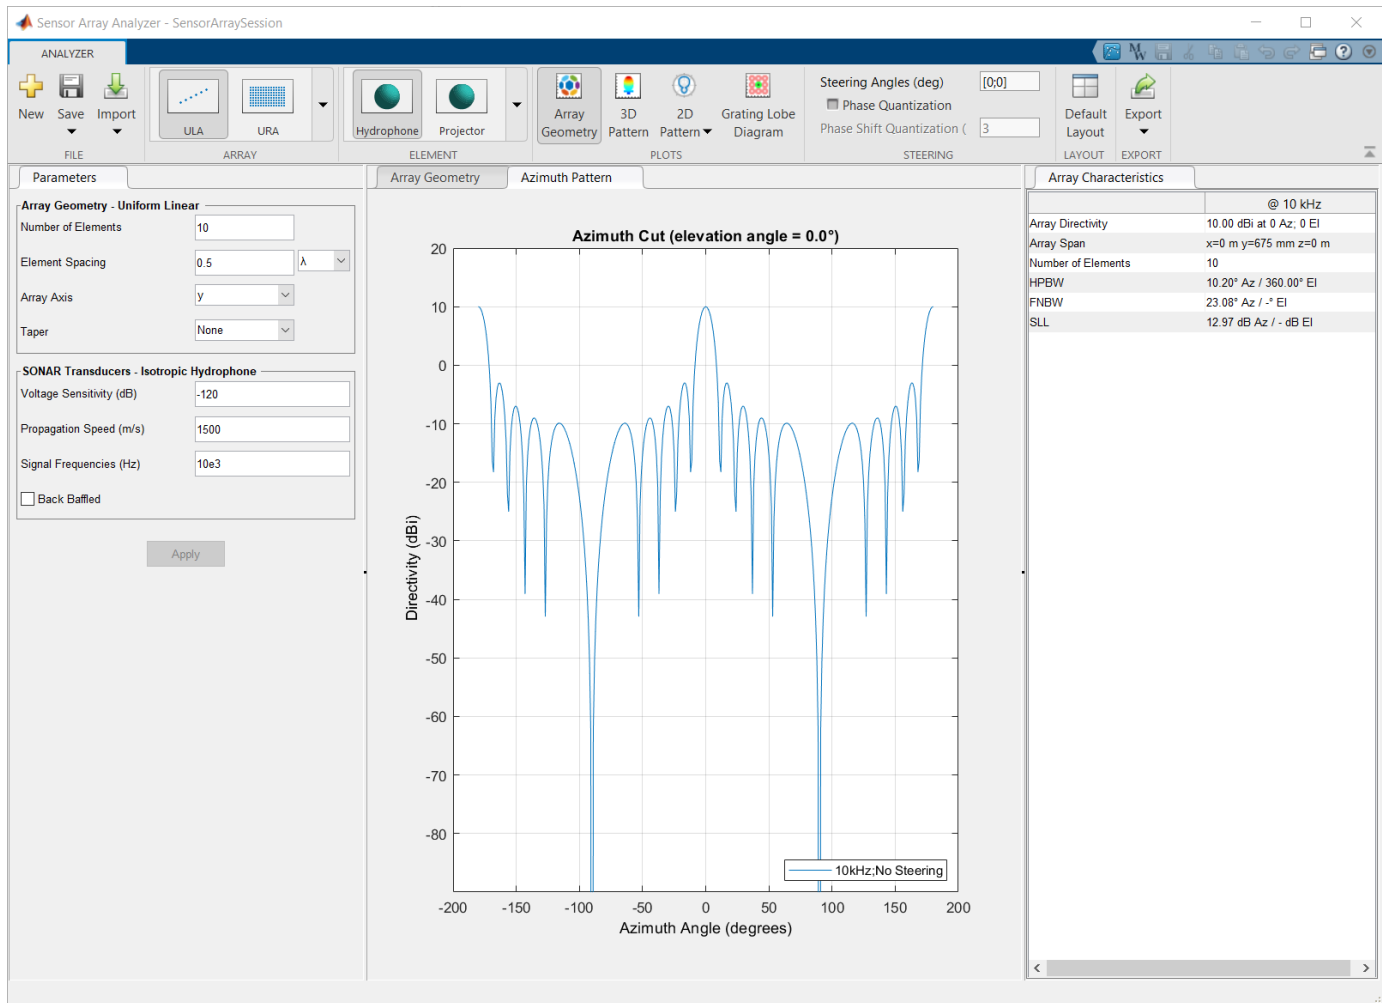 Sensor Array Analyzer - SensorArraySession
ANALYZER
New Save Import
FILE
ULA URA
ARRAY
Hydrophone Projector
ELEMENT
Array Geometry
3D Pattern
2D Pattern
Grating Lobe Diagram
PLOTS
Steering Angles (deg) [0;0]
Phase Quantization
Phase Shift Quantization ( 3
STEERING
Default Layout
LAYOUT
Export
EXPORT
Parameters
Array Geometry - Uniform Linear
Number of Elements 10
Element Spacing 0.5 λ
Array Axis y
Taper None
SONAR Transducers - Isotropic Hydrophone
Voltage Sensitivity (dB) -120
Propagation Speed (m/s) 1500
Signal Frequencies (Hz) 10e3
Back Baffled
Apply
Array Geometry Azimuth Pattern
Azimuth Cut (elevation angle = 0.0°)
20
10
0
-10
-20
-30
-40
-50
-60
-70
-80
Directivity (dBi)
10kHz;No Steering
-200 -150 -100 -50 0 50 100 150 200
Azimuth Angle (degrees)
Array Characteristics
@ 10 kHz
Array Directivity 10.00 dBi at 0 Az; 0 El
Array Span x=0 m y=675 mm z=0 m
Number of Elements 10
HPBW 10.20° Az / 360.00° El
FNBW 23.08° Az / -° El
SLL 12.97 dB Az / - dB El